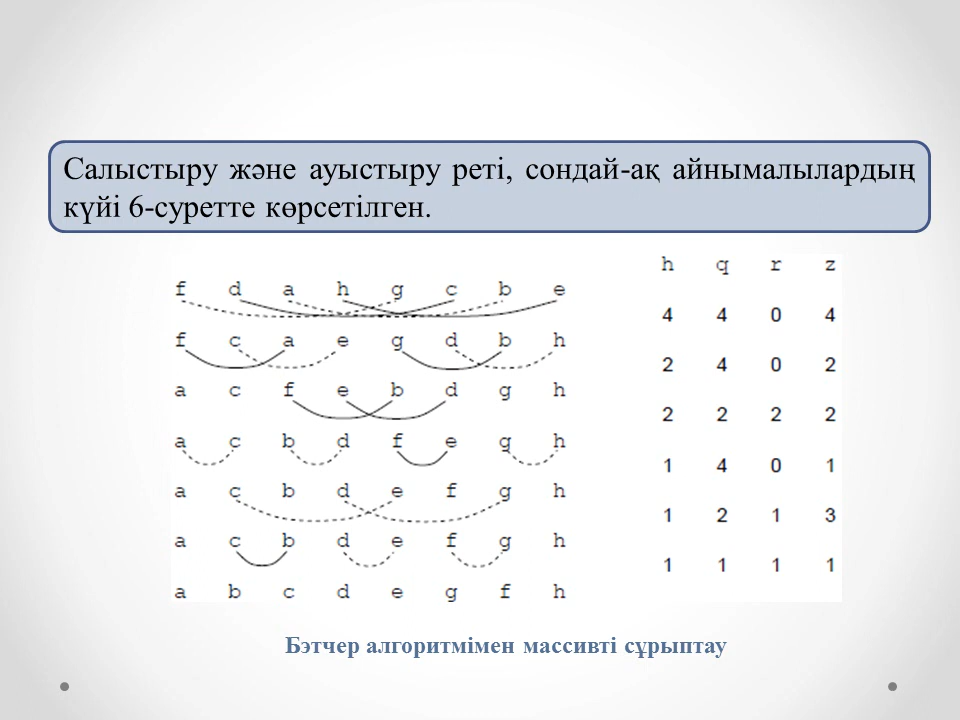 Салыстыру және ауыстыру реті, сондай-ақ айнымалылардың
күйі 6-суретте көрсетілген.
h q r z
f d a h g c b e
4 4 0 4
f c a e g d b h
2 4 0 2
a c f e b d g h
2 2 2 2
a c b d f e g h
1 4 0 1
a c b d e f g h
1 2 1 3
a c b d e f g h
1 1 1 1
a b c d e g f h
Бэтчер алгоритмімен массивті сұрыптау